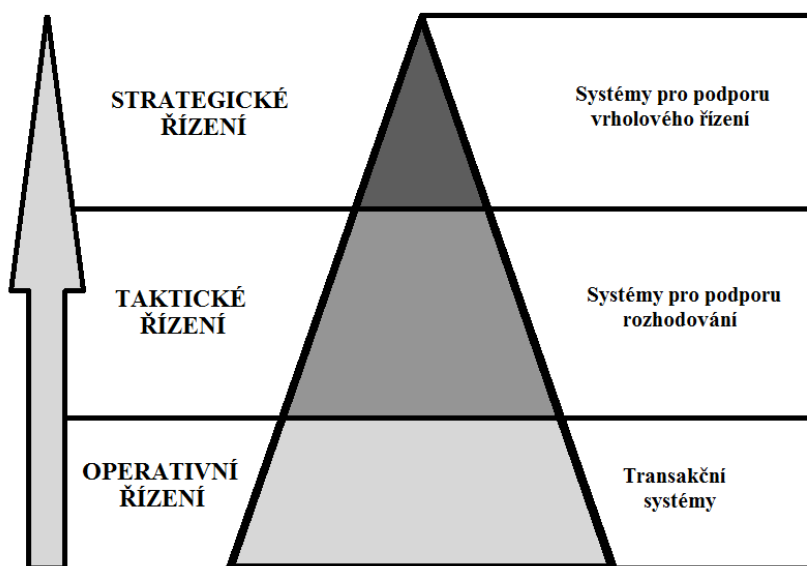 STRATEGICKÉ
ŘÍZENÍ
Systémy pro podporu
vrholového řízení
TAKTICKÉ
ŘÍZENÍ
Systémy pro podporu
rozhodování
OPERATIVNÍ
ŘÍZENÍ
Transakční
systémy